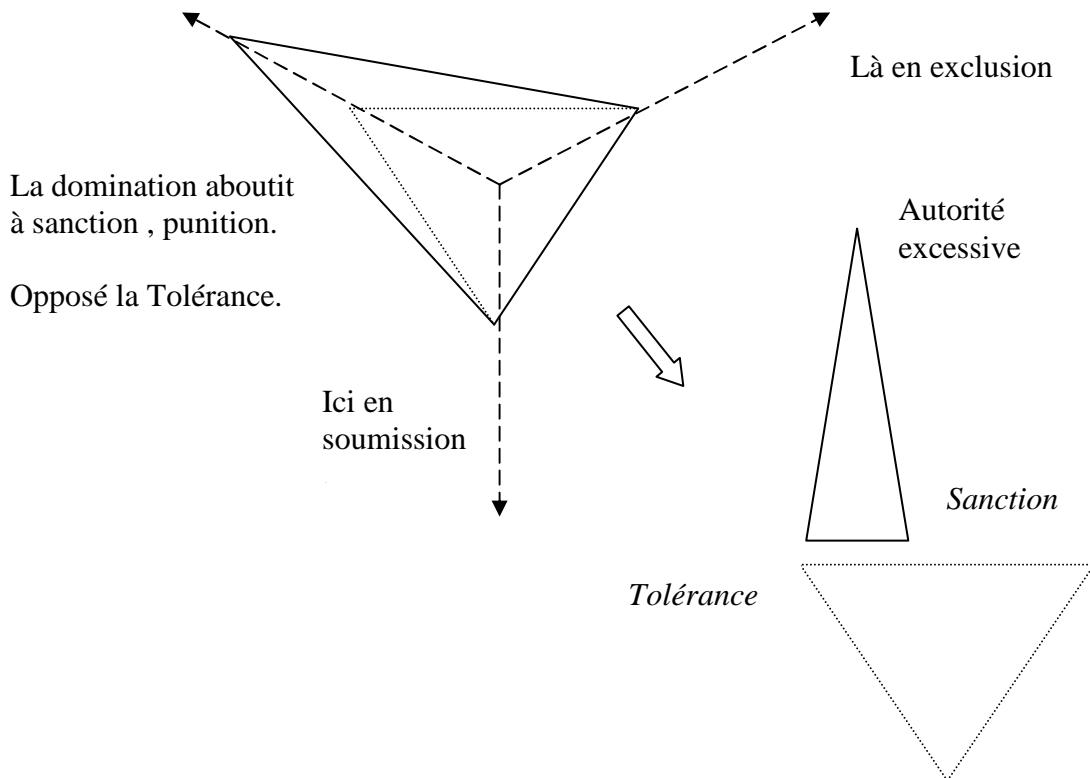 Là en exclusion
La domination aboutit
à sanction , punition.
Opposé la Tolérance.
Autorité
excessive
Ici en
soumission
Sanction
Tolérance